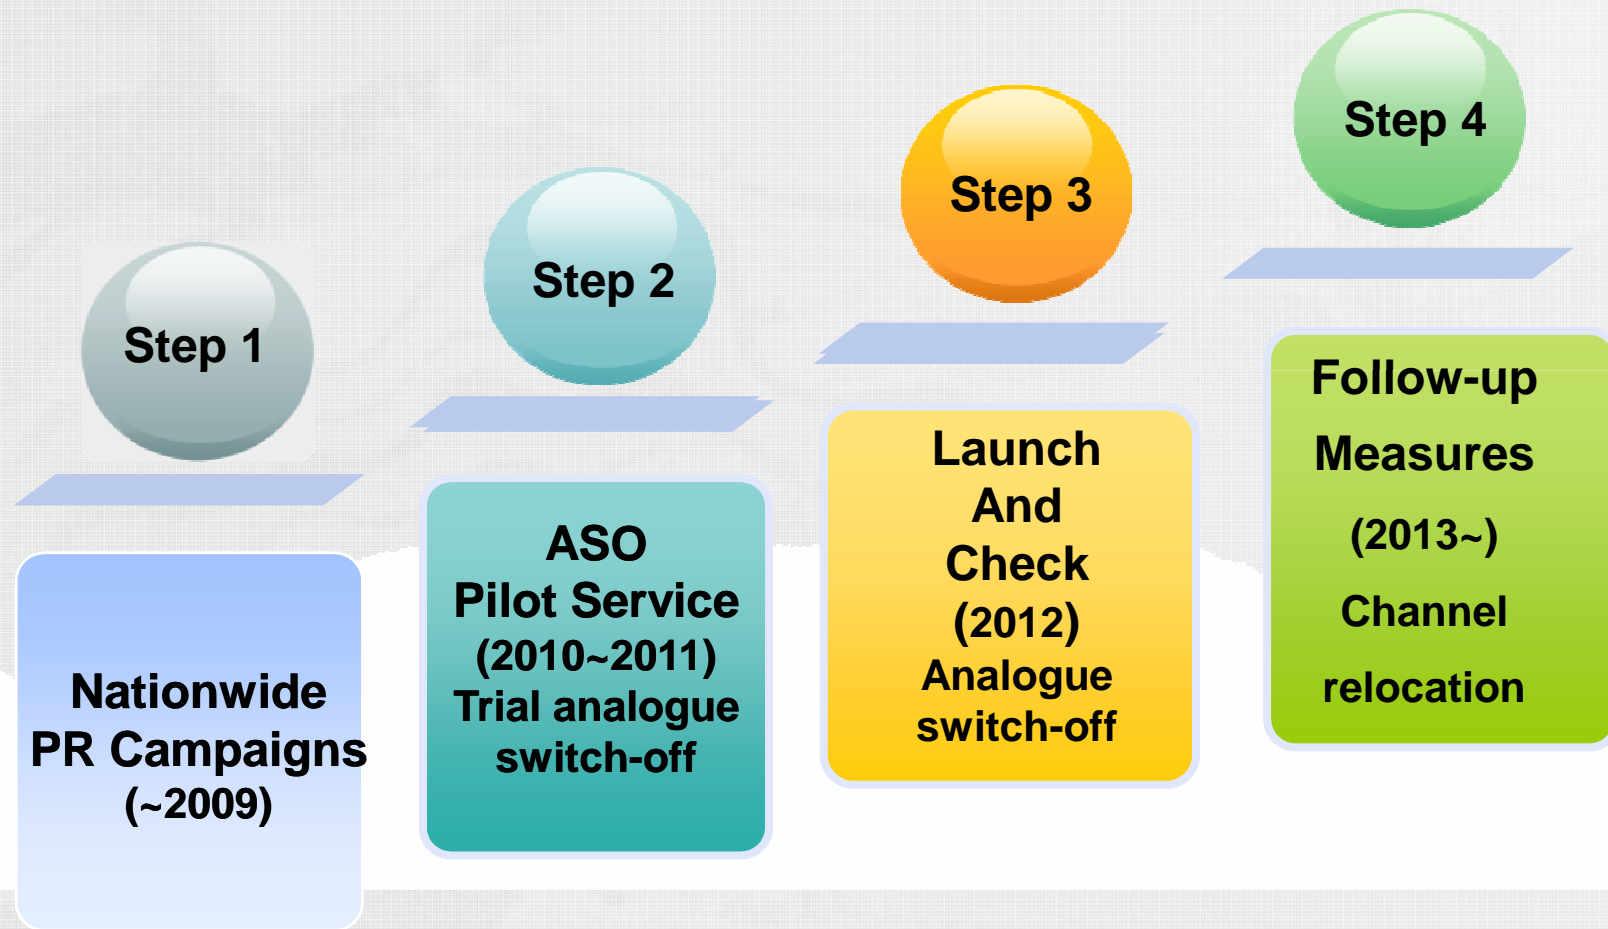 Step 1
Nationwide
PR Campaigns
(~2009)
Step 2
ASO
Pilot Service
(2010~2011)
Trial analogue
switch-off
Step 3
Launch
And
Check
(2012)
Analogue
switch-off
Step 4
Follow-up
Measures
(2013~)
Channel
relocation